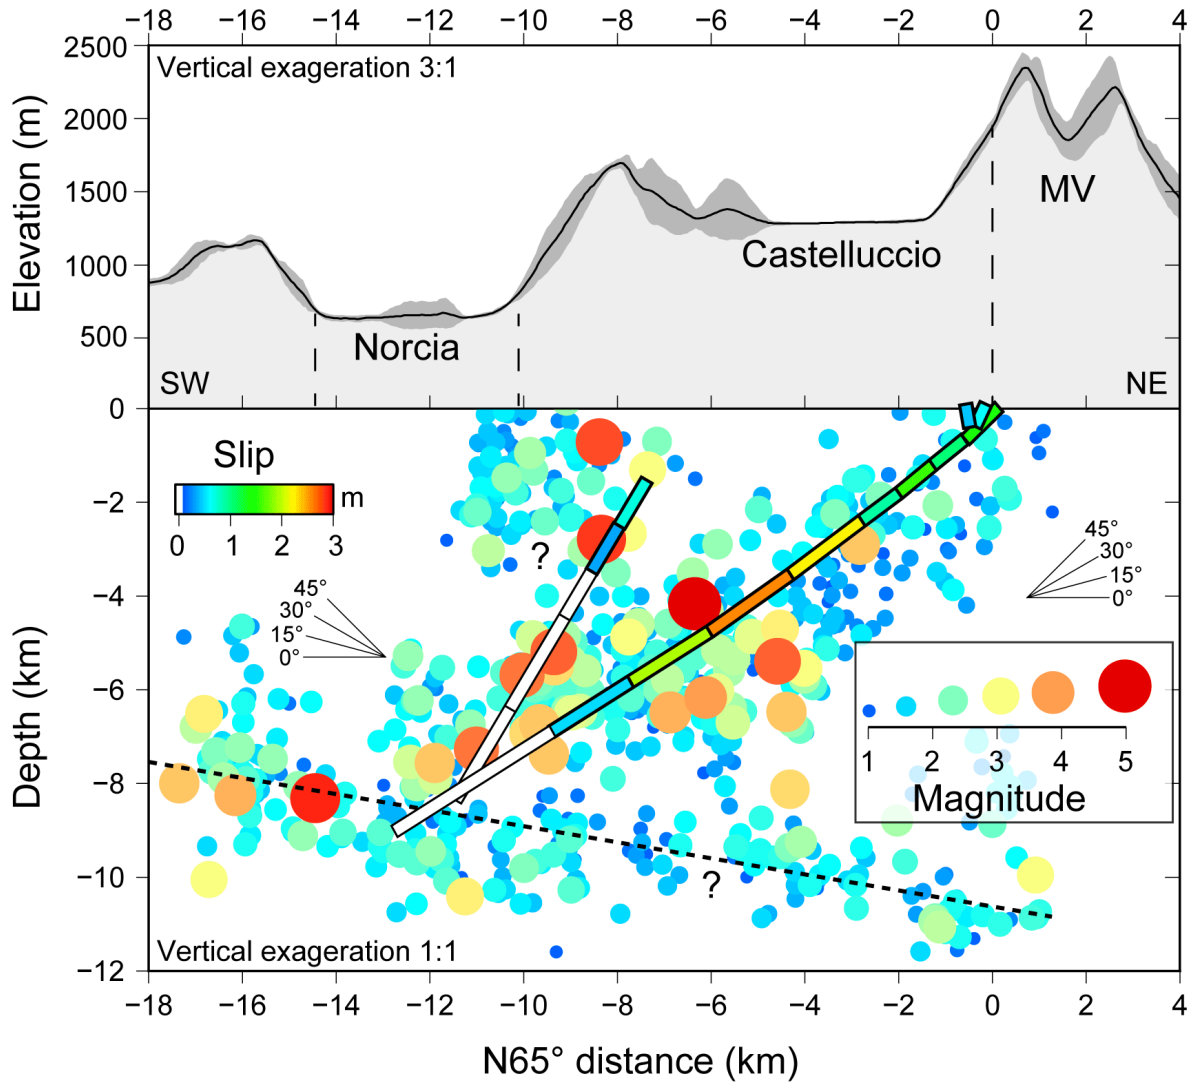 −18 −16 −14 −12 −10 −8 −6 −4 −2 0 2 4
Vertical exageration 3:1
2500
2000
1500
1000
500
0
Elevation (m)
MV
Castelluccio
Norcia
SW
NE
Slip
m
0 1 2 3
?
45°
30°
15°
0°
45°
30°
15°
0°
−2
−4
−6
−8
−10
−12
Depth (km)
1 2 3 4 5
Magnitude
?
Vertical exageration 1:1
−18 −16 −14 −12 −10 −8 −6 −4 −2 0 2 4
N65° distance (km)